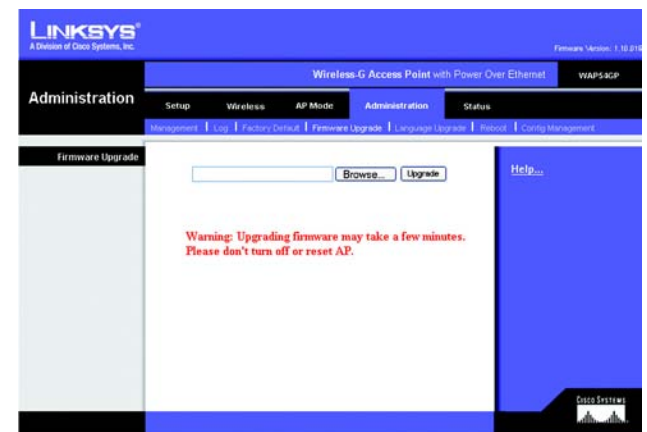 LINKSYS®
A Division of Cisco Systems, Inc.
Firmware Version: 1.10.01
Wireless-G Access Point with Power Over Ethernet WAP54GP
Administration
Setup Wireless AP Mode Administration Status
Management | Log | Factory Default | Firmware Upgrade | Language Upgrade | Reboot | Config Management
Firmware Upgrade
Browse... Upgrade
Help...
Warning: Upgrading firmware may take a few minutes.
Please don't turn off or reset AP.
CISCO SYSTEMS